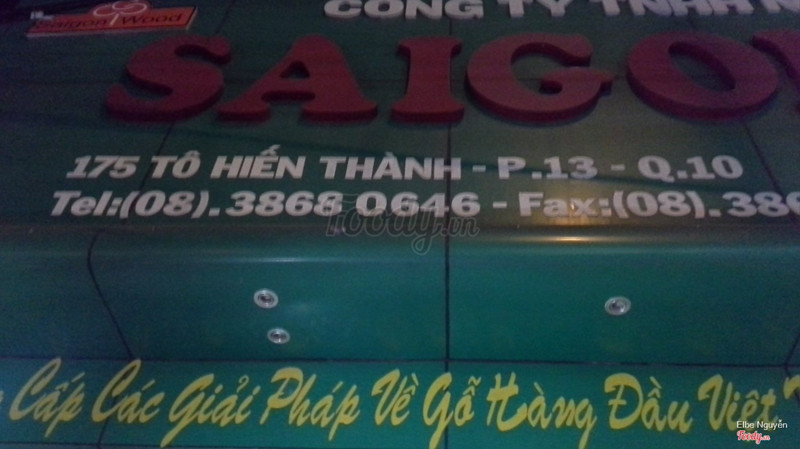 Saigon Wood
CÔNG TY TNHH
SAIGO
175 TÔ HIẾN THÀNH - P.13 - Q.10
Tel:(08).3868 0646 - Fax:(08).386
foody.vn
Cấp Các Giải Pháp Về Gỗ Hàng Đầu Việt
Elbe Nguyễn
foody.vn